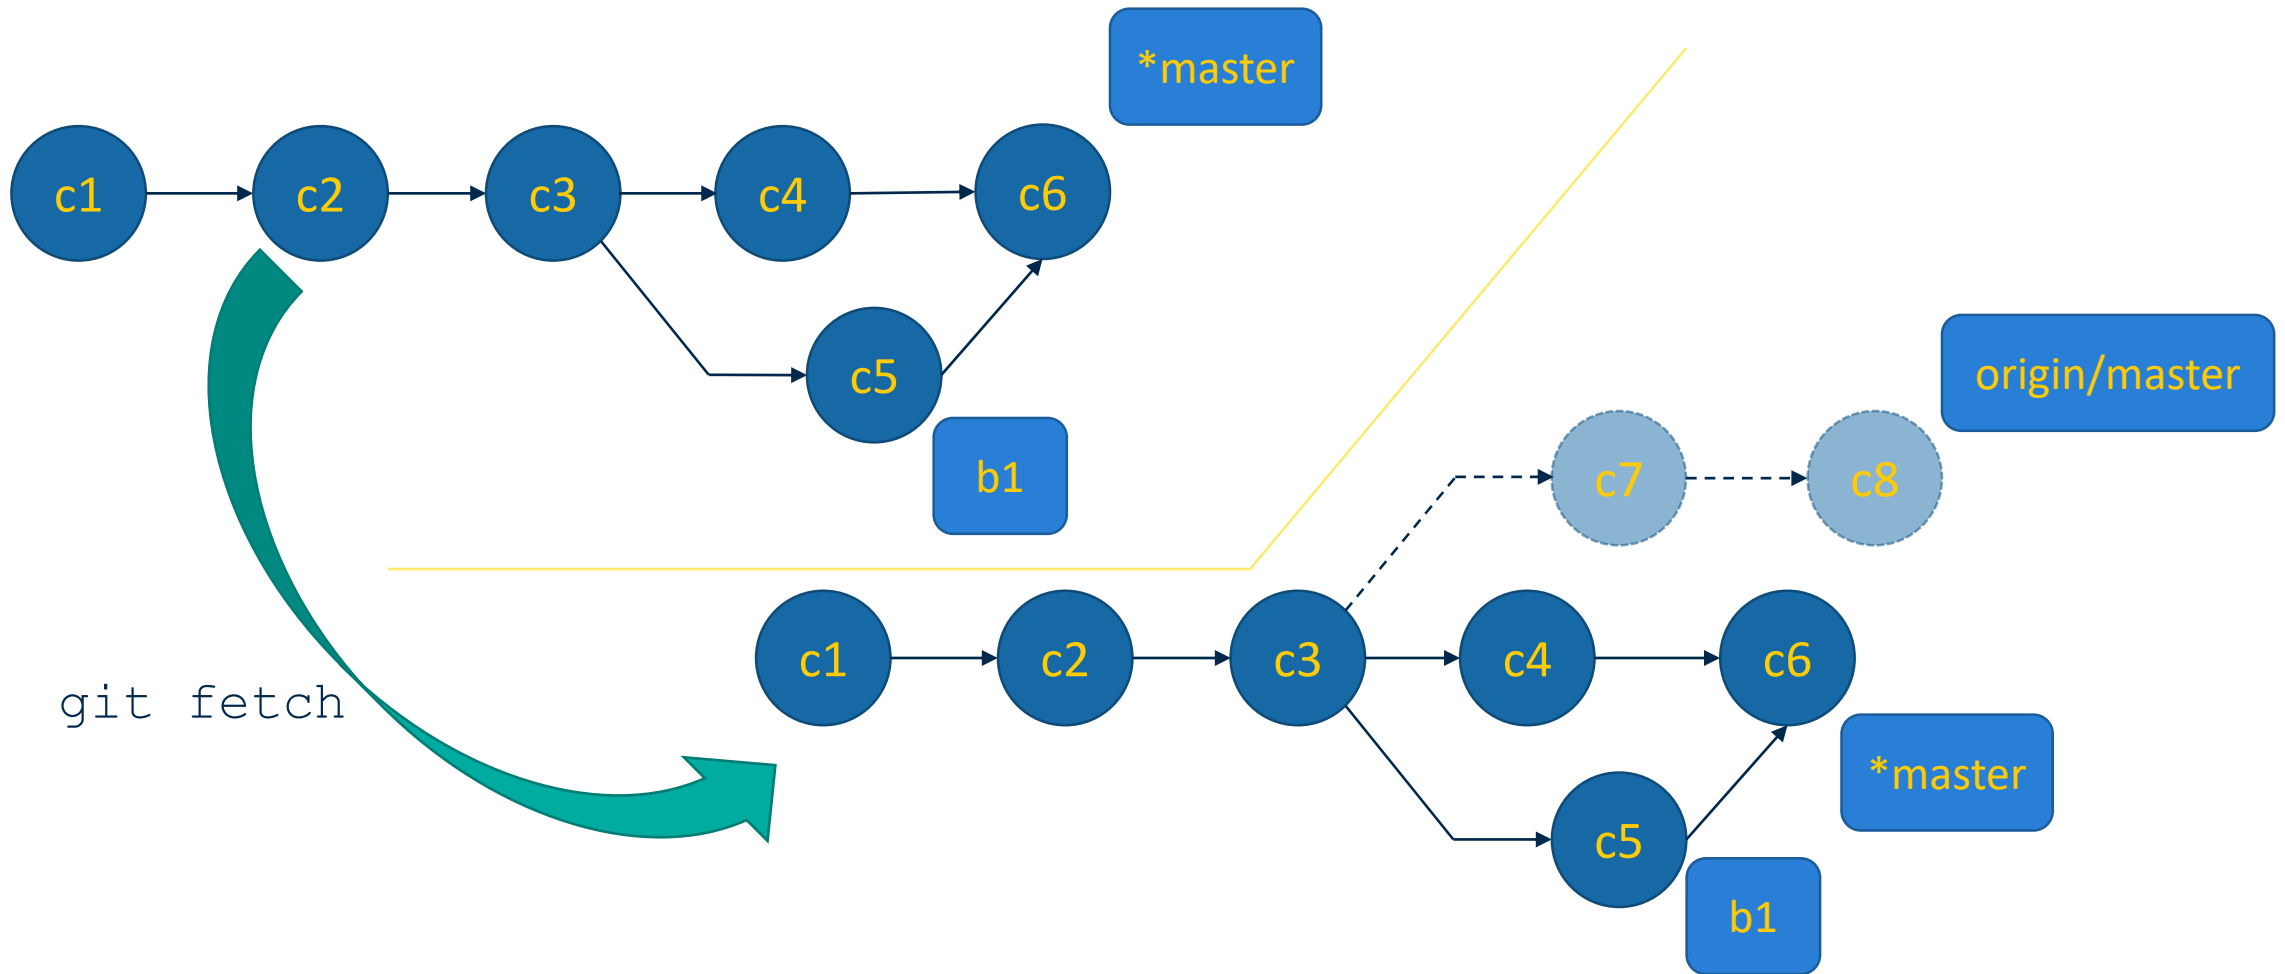 *master
c1
c2
c3
c4
c6
c5
b1
origin/master
c7
c8
c1
c2
c3
c4
c6
git fetch
*master
c5
b1